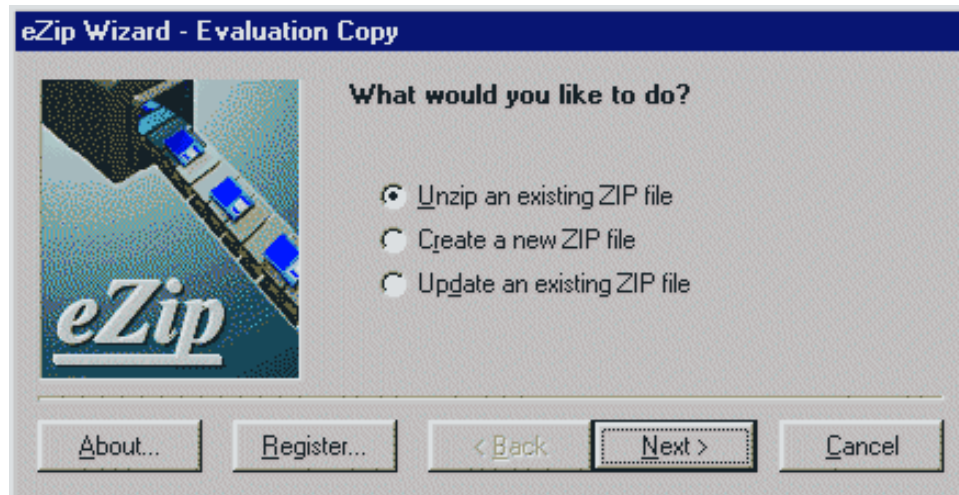 eZip Wizard - Evaluation Copy
What would you like to do?
Unzip an existing ZIP file
Create a new ZIP file
Update an existing ZIP file
eZip
About... Register... < Back Next > Cancel